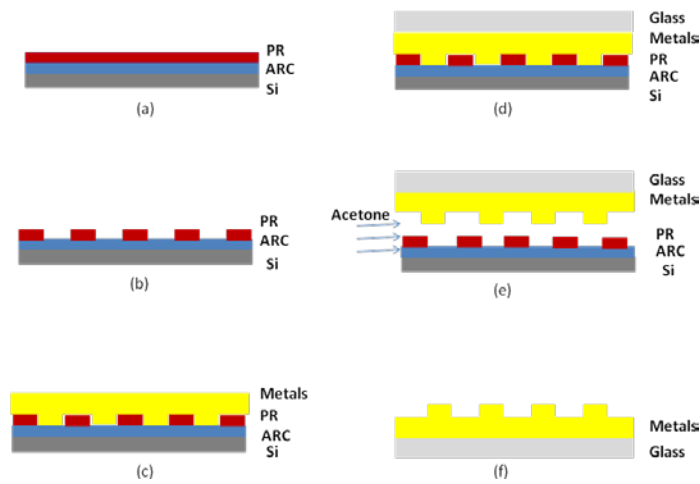 PR
ARC
Si
(a)
PR
ARC
Si
(b)
Metals
PR
ARC
Si
(c)
Glass
Metals
PR
ARC
Si
(d)
Glass
Metals
Acetone
PR
ARC
Si
(e)
Metals
Glass
(f)